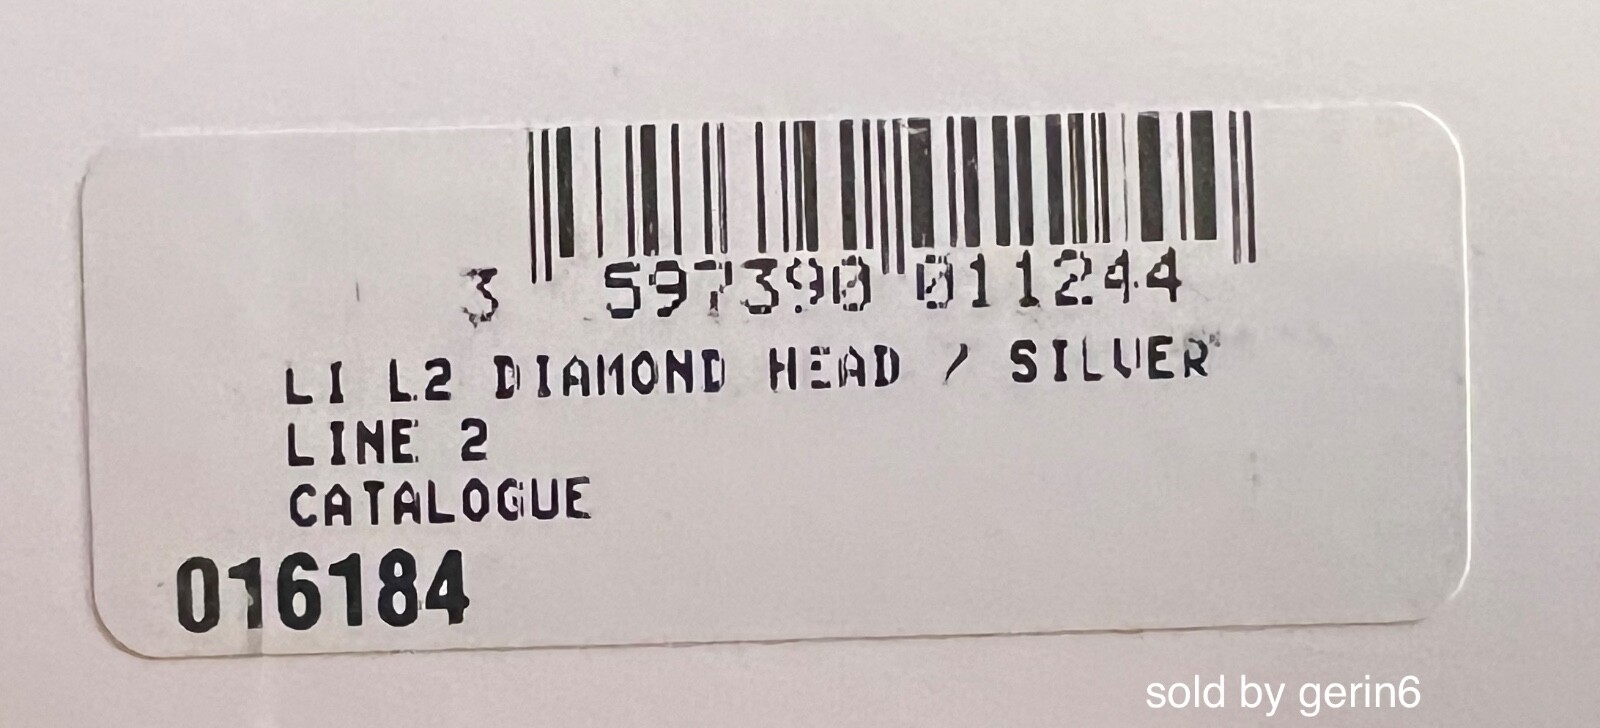 3 597390 011244
LI L2 DIAMOND HEAD / SILVER
LINE 2
CATALOGUE
016184
sold by gerin6